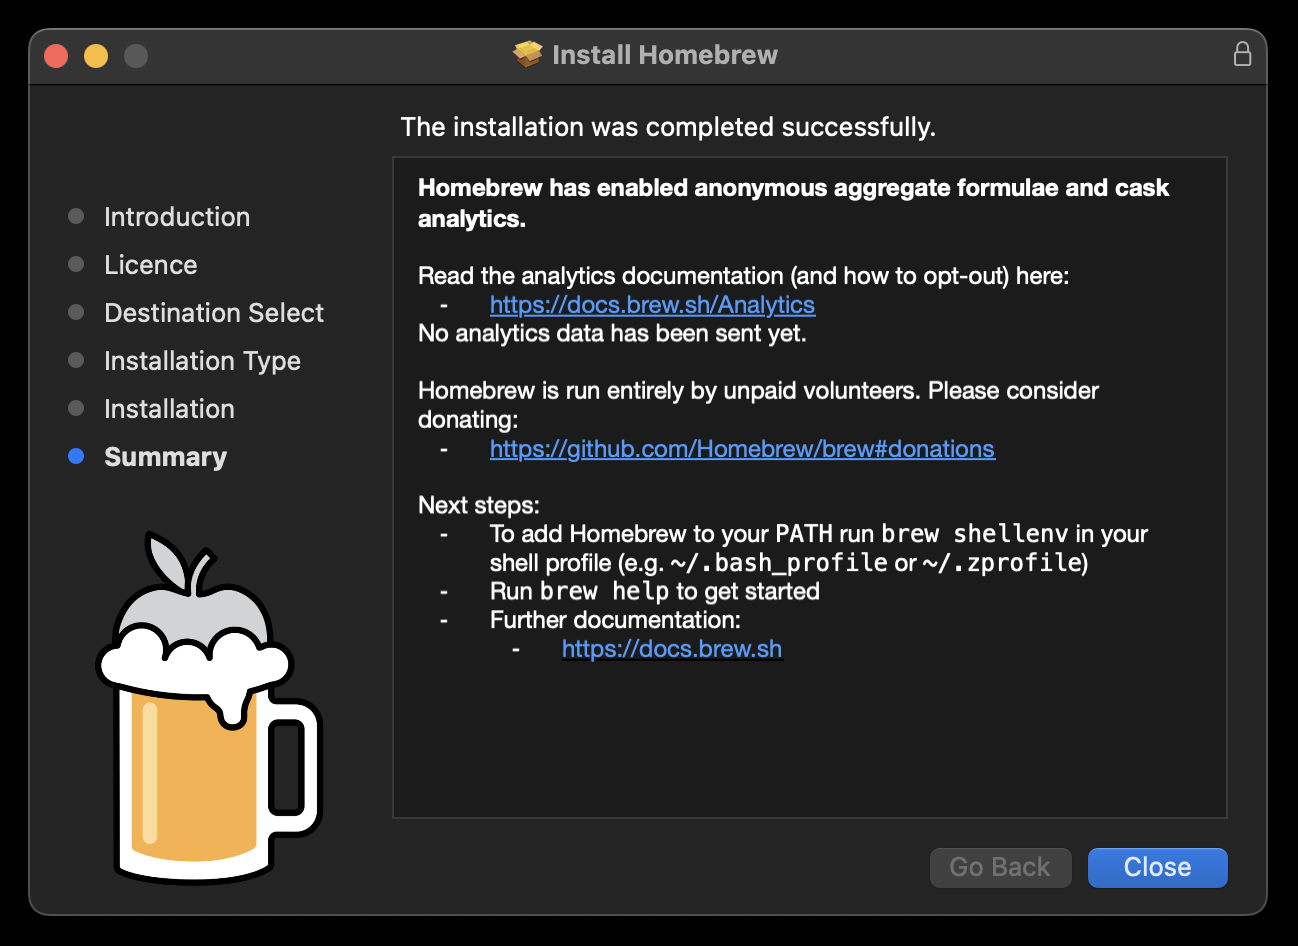 Install Homebrew
The installation was completed successfully.
Introduction
Licence
Destination Select
Installation Type
Installation
Summary
Homebrew has enabled anonymous aggregate formulae and cask
analytics.
Read the analytics documentation (and how to opt-out) here:
- https://docs.brew.sh/Analytics
No analytics data has been sent yet.
Homebrew is run entirely by unpaid volunteers. Please consider
donating:
- https://github.com/Homebrew/brew#donations
Next steps:
- To add Homebrew to your PATH run brew shellenv in your
shell profile (e.g. ~/.bash_profile or ~/.zprofile)
- Run brew help to get started
- Further documentation:
- https://docs.brew.sh
Go Back
Close